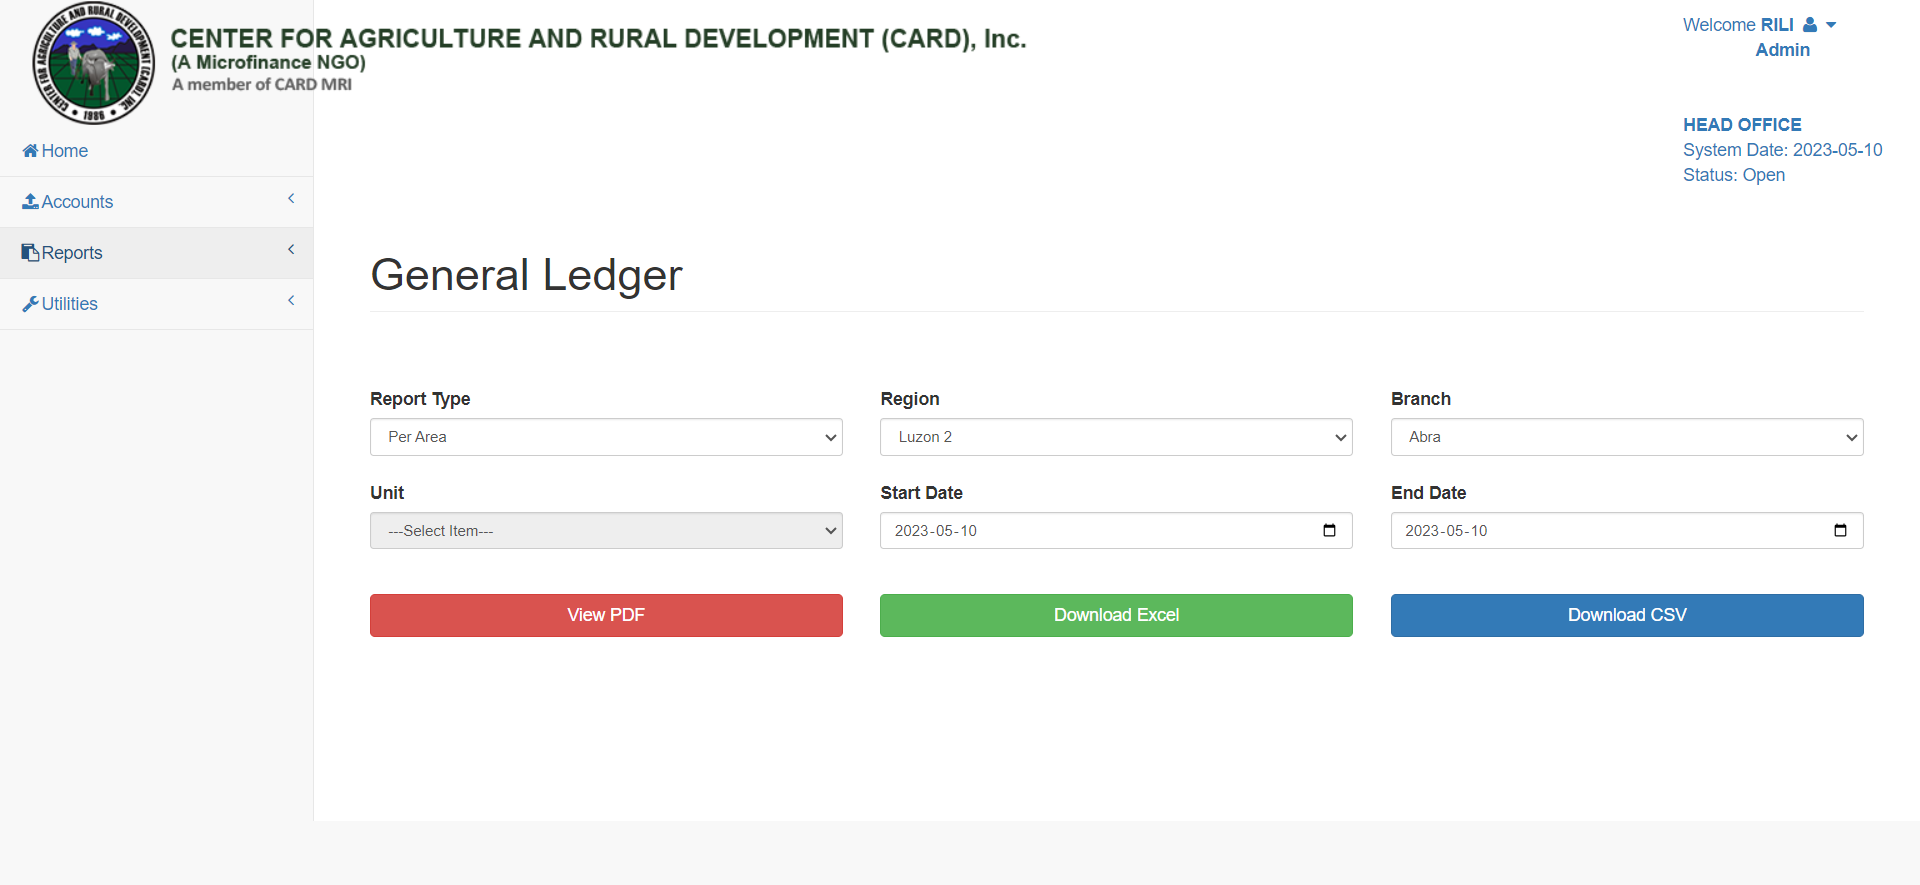 CENTER FOR AGRICULTURE AND RURAL DEVELOPMENT (CARD), INC.
1986
CENTER FOR AGRICULTURE AND RURAL DEVELOPMENT (CARD), Inc.
(A Microfinance NGO)
A member of CARD MRI
Welcome RILI
Admin
HEAD OFFICE
System Date: 2023-05-10
Status: Open
Home
Accounts
Reports
Utilities
General Ledger
Report Type
Region
Branch
Per Area
Luzon 2
Abra
Unit
Start Date
End Date
---Select Item---
2023-05-10
2023-05-10
View PDF
Download Excel
Download CSV